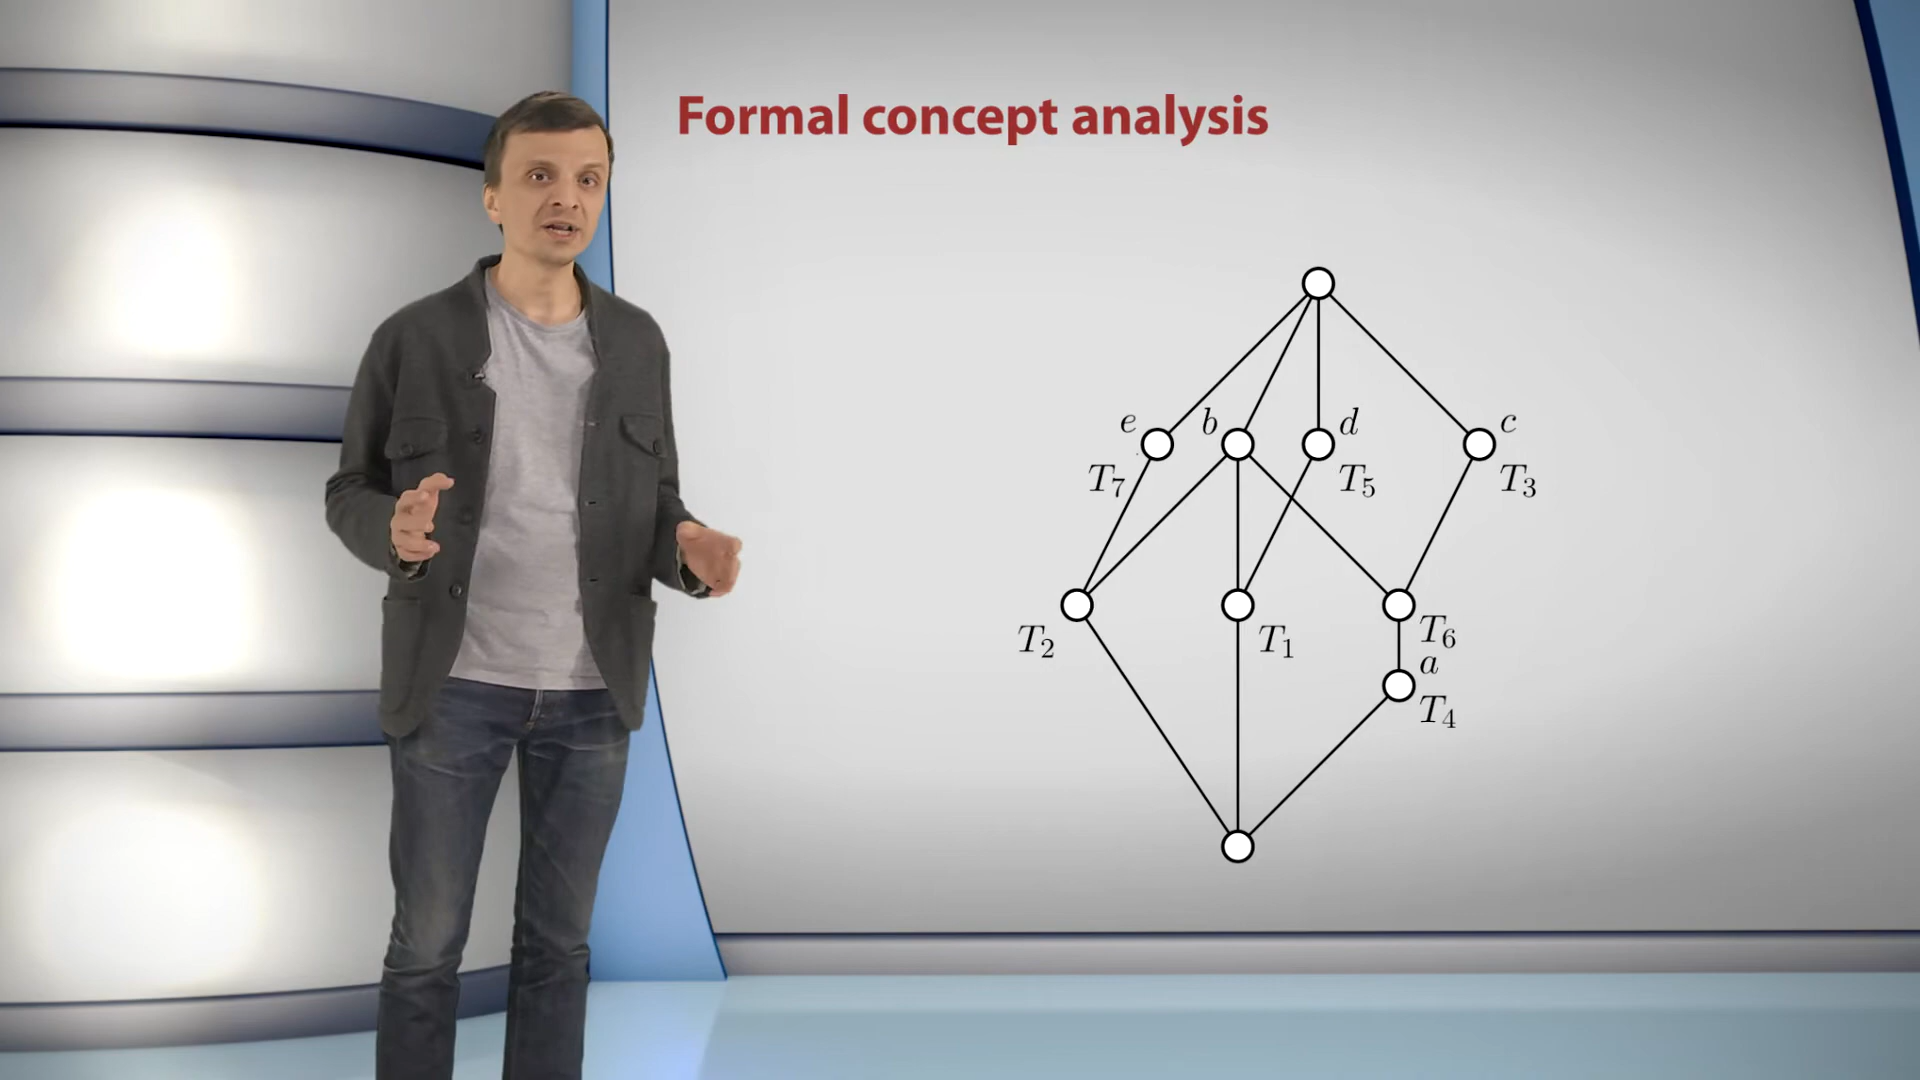 Formal concept analysis
e b d c
T7 T5 T3
T2 T1 T6
a
T4